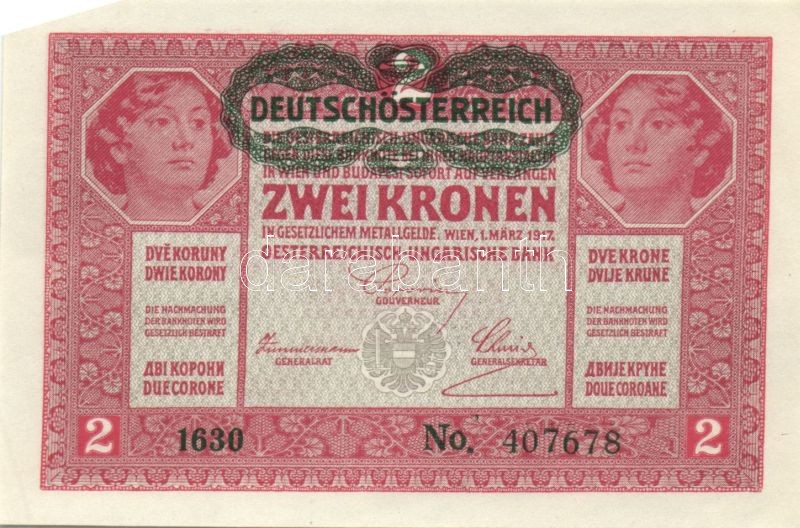 2
DEUTSCHÖSTERREICH
IN WIEN UND BUDAPEST SOFORT AUF VERLANGEN
ZWEI KRONEN
IN GESETZLICHEM METALLGELDE. WIEN, 1. MÄRZ 1917.
OESTERREICHISCH-UNGARISCHE BANK
GOUVERNEUR
Zimmermann
GENERALRAT
GENERALSEKRETÄR
DVĚ KORUNY
DWIE KORONY
DIE NACHMACHUNG
DER BANKNOTEN WIRD
GESETZLICH BESTRAFT
ДВІ КОРОНИ
DUE CORONE
DVE KRONE
DVIJE KRUNE
DIE NACHMACHUNG
DER BANKNOTEN WIRD
GESETZLICH BESTRAFT
ДВИЈЕ КРУНЕ
DOUE COROANE
2
1630
No. 407678
2
darabanth